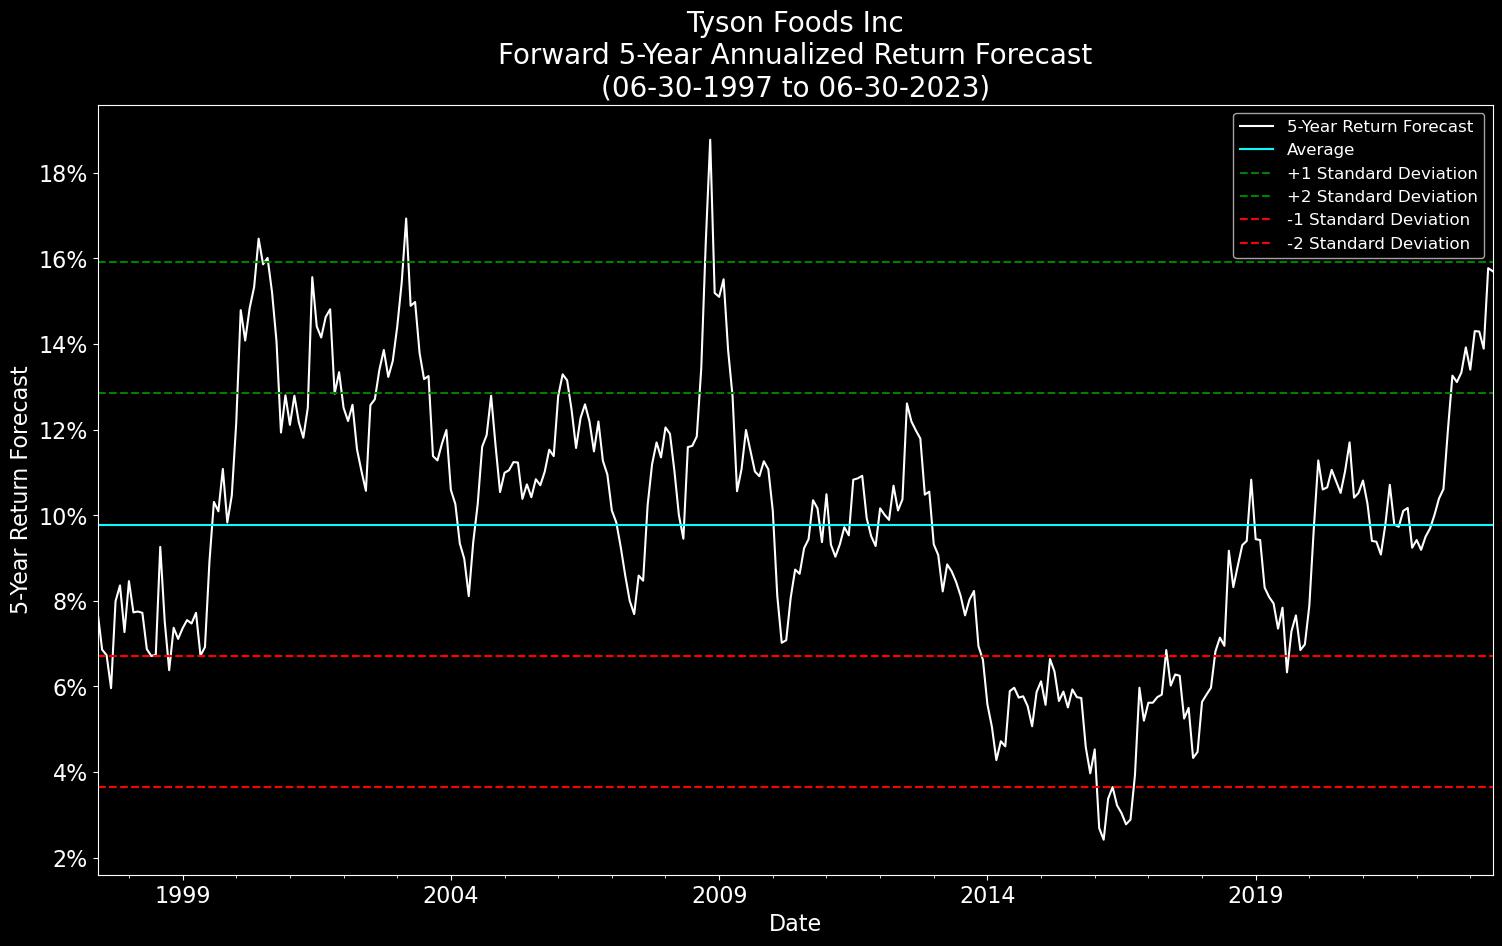 Tyson Foods Inc
Forward 5-Year Annualized Return Forecast
(06-30-1997 to 06-30-2023)
5-Year Return Forecast
Average
+1 Standard Deviation
+2 Standard Deviation
-1 Standard Deviation
-2 Standard Deviation
5-Year Return Forecast
18%
16%
14%
12%
10%
8%
6%
4%
2%
1999
2004
2009
2014
2019
Date